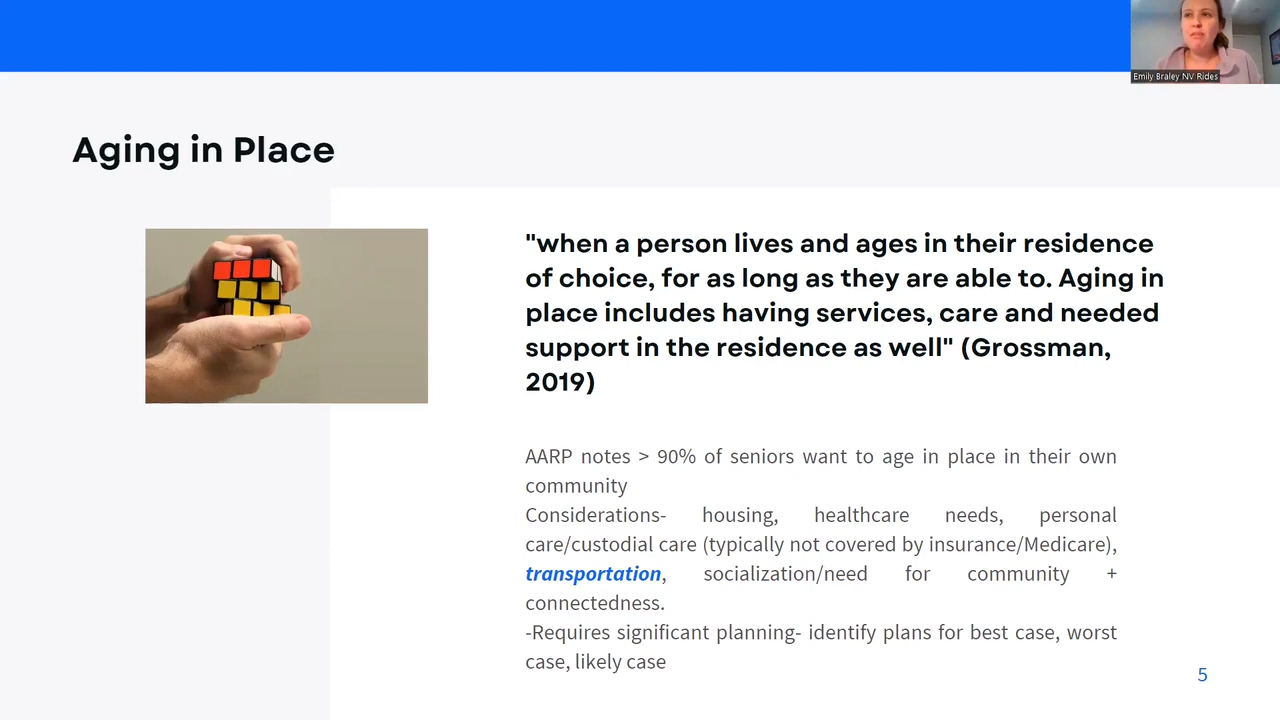 Emily Braley NV Rides
Aging in Place
"when a person lives and ages in their residence
of choice, for as long as they are able to. Aging in
place includes having services, care and needed
support in the residence as well" (Grossman,
2019)
AARP notes > 90% of seniors want to age in place in their own
community
Considerations- housing, healthcare needs, personal
care/custodial care (typically not covered by insurance/Medicare),
transportation, socialization/need for community +
connectedness.
-Requires significant planning- identify plans for best case, worst
case, likely case
5